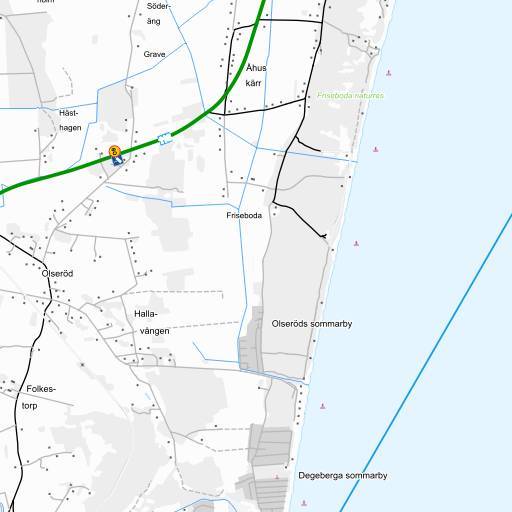 Söder-
äng
Grave
Åhus
kärr
Friseboda naturres
Häst-
hagen
Friseboda
Olseröd
Halla-
vången
Olseröds sommarby
Folkes-
torp
Degeberga sommarby